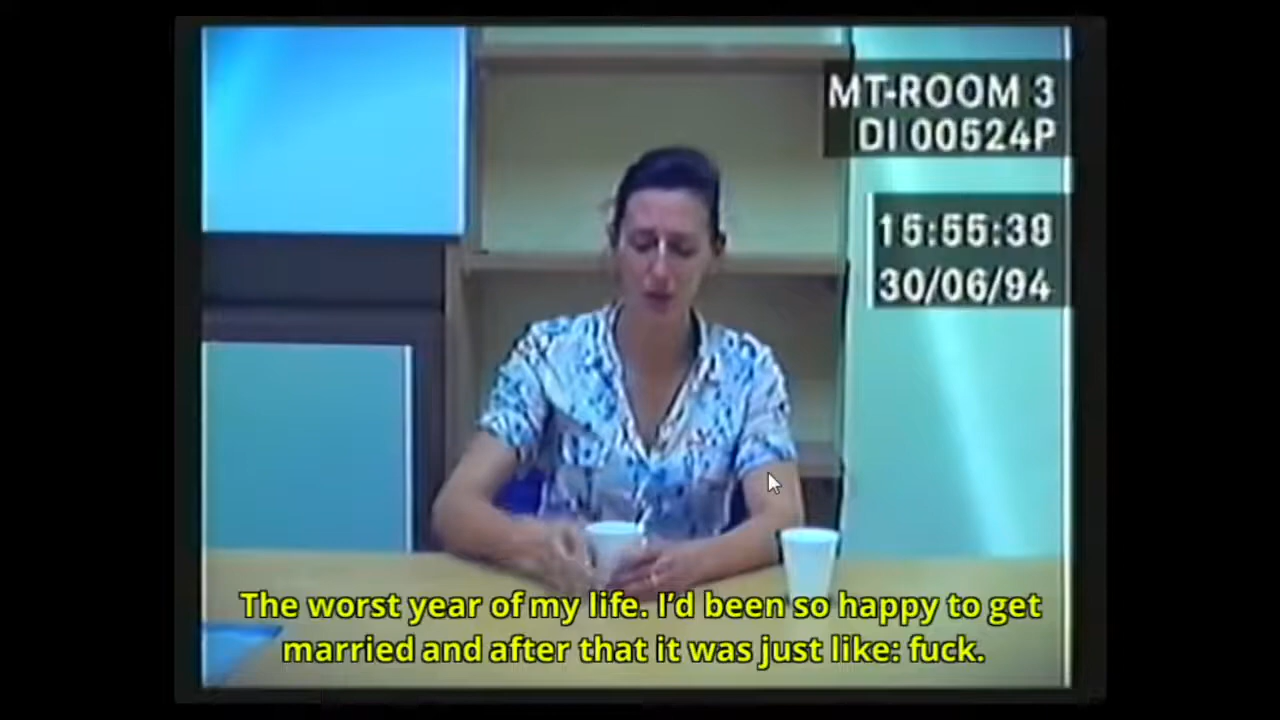 MT-ROOM 3
DI 00524P
15:55:38
30/06/94
The worst year of my life. I'd been so happy to get
married and after that it was just like: fuck.